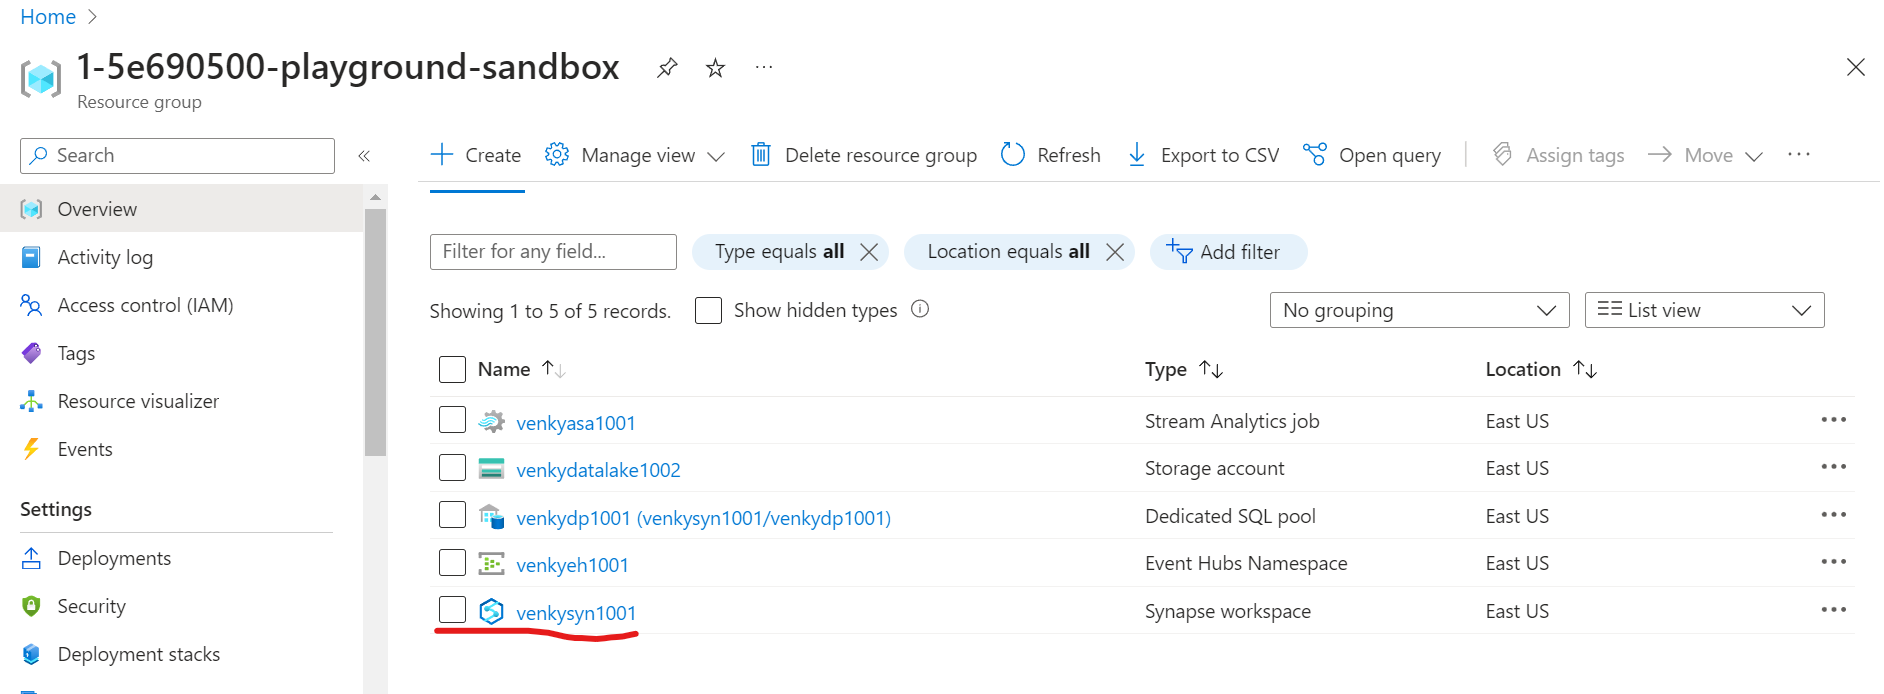 Home
1-5e690500-playground-sandbox
Resource group
Search
Create Manage view Delete resource group Refresh Export to CSV Open query Assign tags Move
Overview
Activity log
Access control (IAM)
Tags
Resource visualizer
Events
Settings
Deployments
Security
Deployment stacks
Filter for any field... Type equals all Location equals all Add filter
Showing 1 to 5 of 5 records. Show hidden types No grouping List view
Name Type Location
venkyasa1001 Stream Analytics job East US
venkydatalake1002 Storage account East US
venkydp1001 (venkysyn1001/venkydp1001) Dedicated SQL pool East US
venkyeh1001 Event Hubs Namespace East US
venkysyn1001 Synapse workspace East US